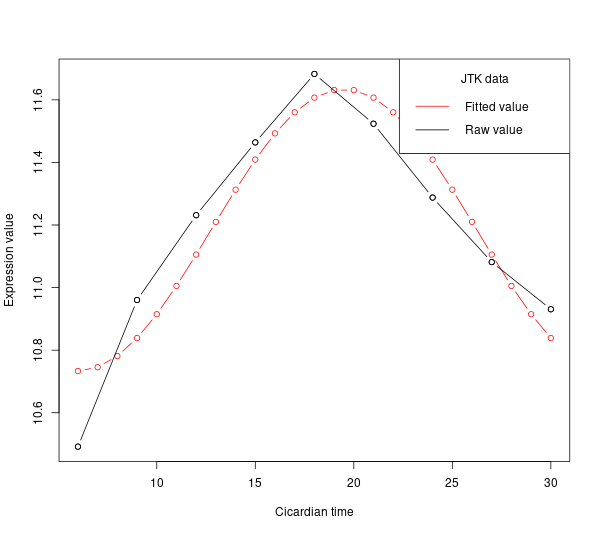 JTK data
Fitted value
Raw value
11.6
11.4
11.2
11.0
10.8
10.6
Expression value
10 15 20 25 30
Cicardian time